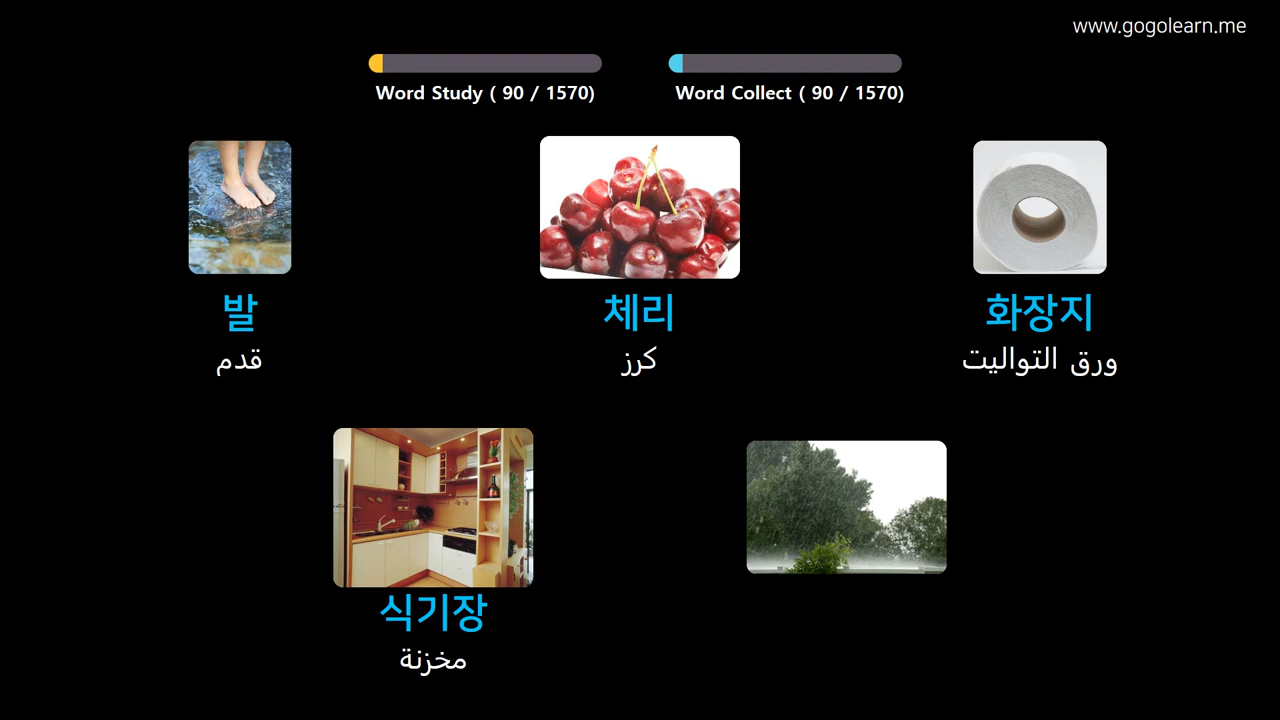 www.gogolearn.me
Word Study ( 90 / 1570)
Word Collect ( 90 / 1570)
발
قدم
체리
كرز
화장지
ورق التواليت
식기장
مخزنة